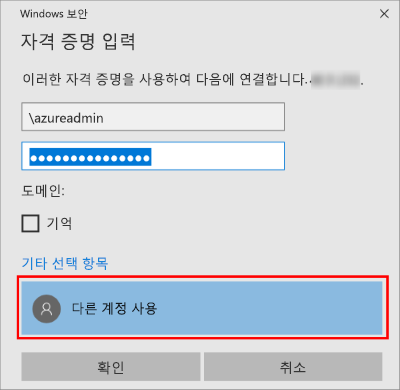 Windows 보안
자격 증명 입력
이러한 자격 증명을 사용하여 다음에 연결합니다.
\azureadmin
●●●●●●●●●●●●●●●
도메인:
기억
기타 선택 항목
다른 계정 사용
확인
취소